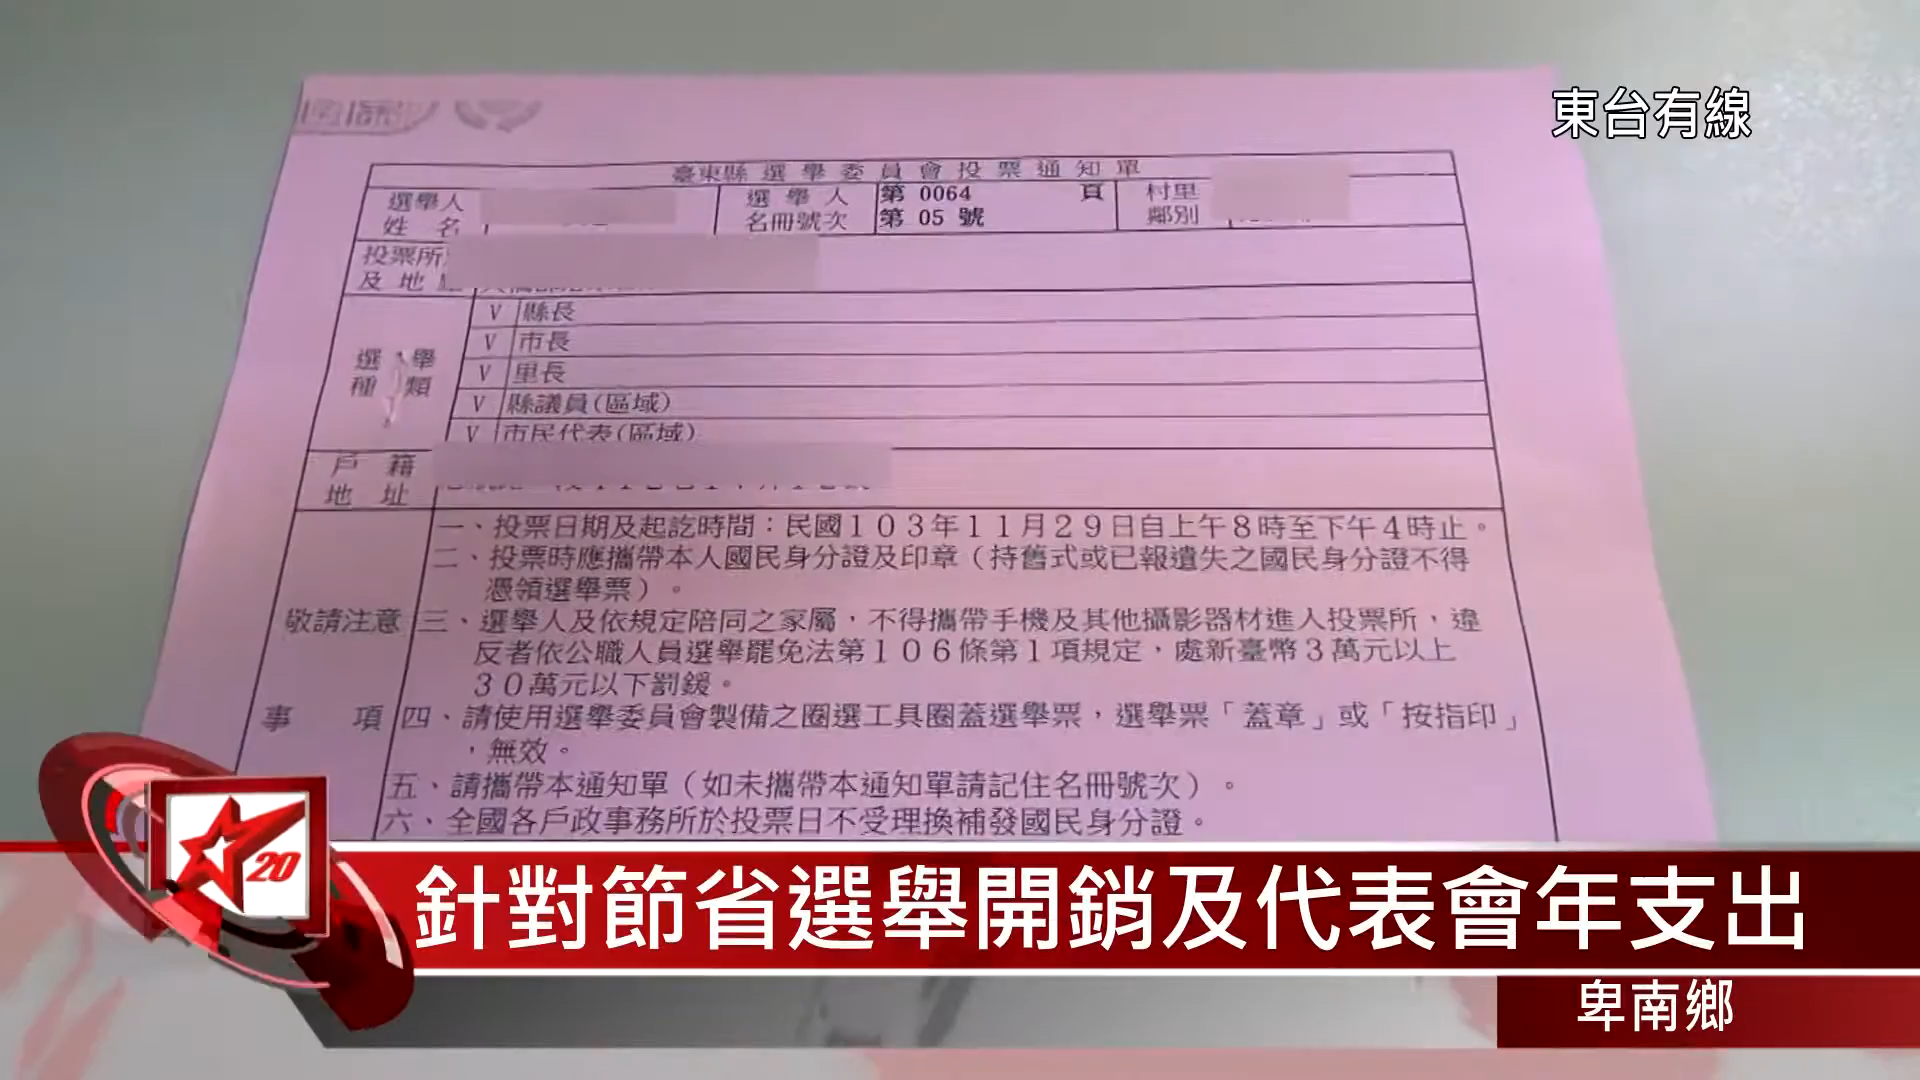 東台有線
臺東縣選舉委員會投票通知單
選舉人
姓名
選舉人
名冊號次
第 0064 頁
第 05 號
村里
鄰別
投票所
及地
選舉
種類
V 縣長
V 市長
V 里長
V 縣議員(區域)
V 市民代表(區域)
戶籍
地址
敬請注意
事項
一、投票日期及起訖時間：民國１０３年１１月２９日自上午８時至下午４時止。
二、投票時應攜帶本人國民身分證及印章（持舊式或已報遺失之國民身分證不得
憑領選舉票）。
三、選舉人及依規定陪同之家屬，不得攜帶手機及其他攝影器材進入投票所，違
反者依公職人員選舉罷免法第１０６條第１項規定，處新臺幣３萬元以上
３０萬元以下罰鍰。
四、請使用選舉委員會製備之圈選工具圈蓋選舉票，選舉票「蓋章」或「按指印」
，無效。
五、請攜帶本通知單（如未攜帶本通知單請記住名冊號次）。
六、全國各戶政事務所於投票日不受理換補發國民身分證。
20
針對節省選舉開銷及代表會年支出
卑南鄉